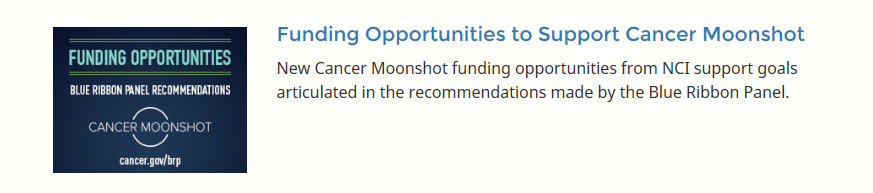 FUNDING OPPORTUNITIES
BLUE RIBBON PANEL RECOMMENDATIONS
CANCER MOONSHOT
cancer.gov/brp
Funding Opportunities to Support Cancer Moonshot
New Cancer Moonshot funding opportunities from NCI support goals
articulated in the recommendations made by the Blue Ribbon Panel.